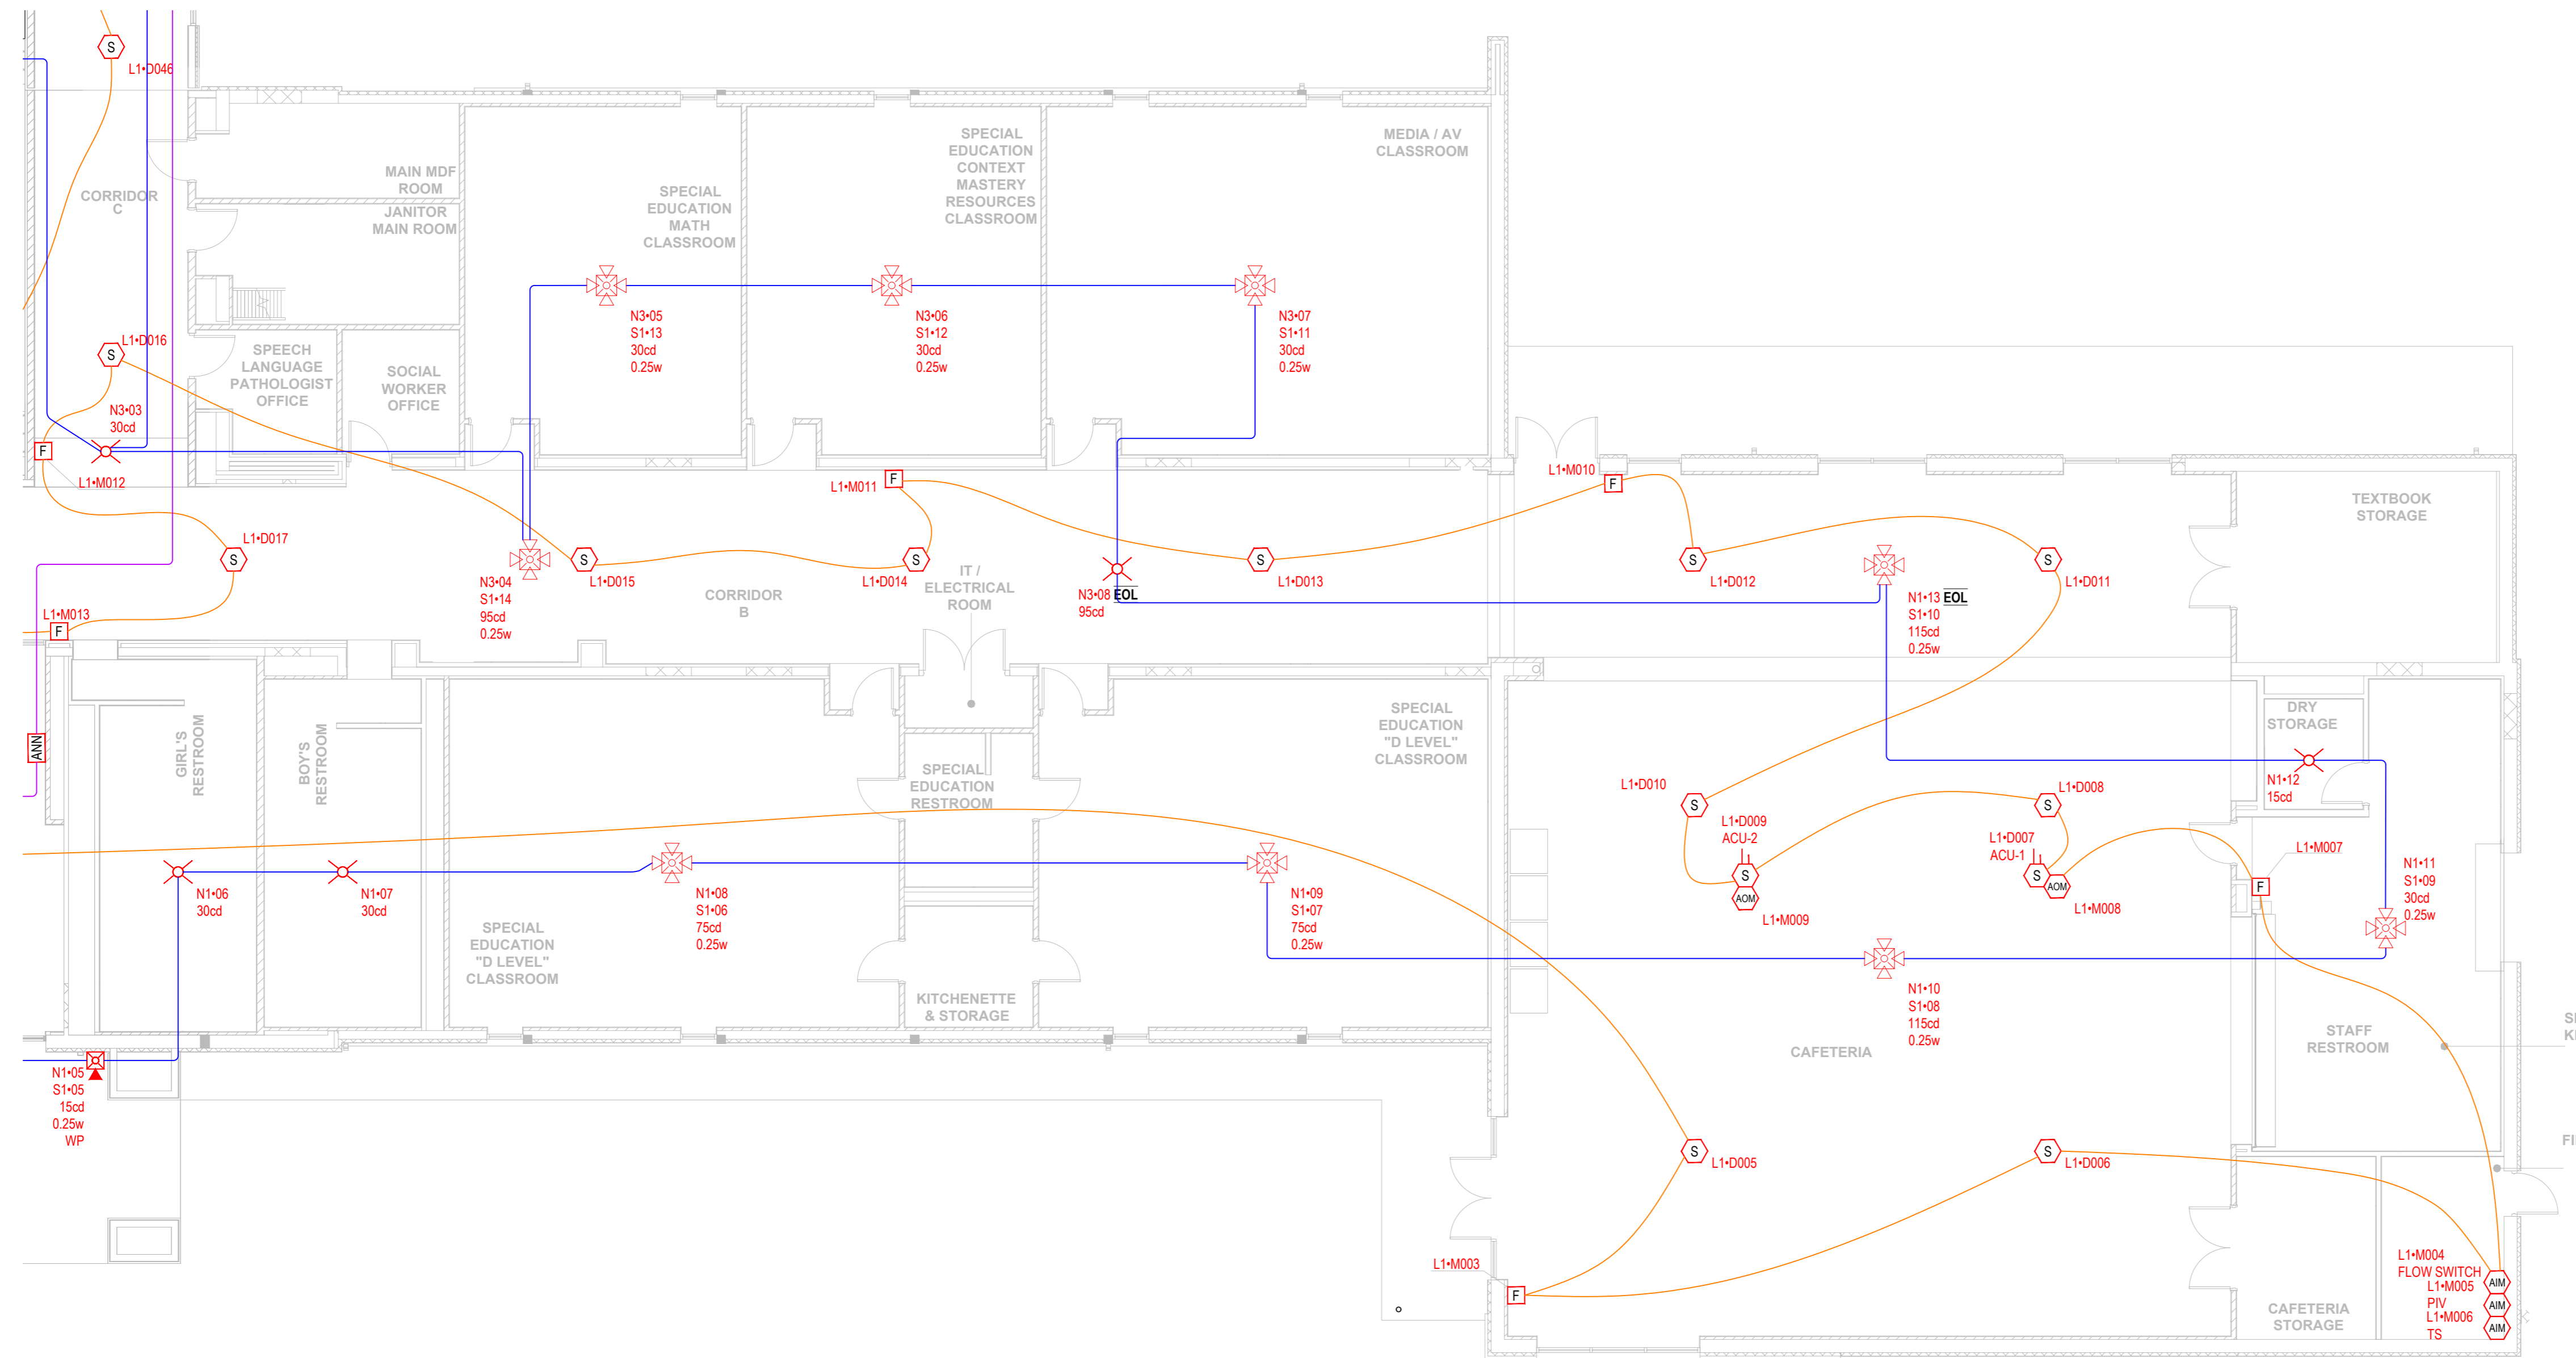 S
L1•D046
CORRIDOR
C
MAIN MDF
ROOM
JANITOR
MAIN ROOM
SPECIAL
EDUCATION
MATH
CLASSROOM
SPECIAL
EDUCATION
CONTEXT
MASTERY
RESOURCES
CLASSROOM
MEDIA / AV
CLASSROOM
N3•05
S1•13
30cd
0.25w
N3•06
S1•12
30cd
0.25w
N3•07
S1•11
30cd
0.25w
L1•D016
S
SPEECH
LANGUAGE
PATHOLOGIST
OFFICE
SOCIAL
WORKER
OFFICE
N3•03
30cd
F
L1•M012
L1•M011
F
L1•M010
F
TEXTBOOK
STORAGE
L1•D017
S
N3•04
S1•14
95cd
0.25w
S
L1•D015
S
L1•D014
CORRIDOR
B
IT /
ELECTRICAL
ROOM
N3•08 EOL
95cd
S
L1•D013
S
L1•D012
N1•13 EOL
S1•10
115cd
0.25w
S
L1•D011
L1•M013
F
ANN
GIRL'S
RESTROOM
BOY'S
RESTROOM
SPECIAL
EDUCATION
RESTROOM
SPECIAL
EDUCATION
"D LEVEL"
CLASSROOM
DRY
STORAGE
N1•12
15cd
L1•D010
S
L1•D009
ACU-2
S
AOM
L1•M009
L1•D008
S
L1•D007
ACU-1
S
AOM
L1•M008
L1•M007
F
N1•11
S1•09
30cd
0.25w
N1•06
30cd
N1•07
30cd
N1•08
S1•06
75cd
0.25w
N1•09
S1•07
75cd
0.25w
SPECIAL
EDUCATION
"D LEVEL"
CLASSROOM
KITCHENETTE
& STORAGE
N1•10
S1•08
115cd
0.25w
CAFETERIA
STAFF
RESTROOM
N1•05
S1•05
15cd
0.25w
WP
S
L1•D005
S
L1•D006
L1•M003
F
CAFETERIA
STORAGE
L1•M004
FLOW SWITCH
AIM
L1•M005
PIV
AIM
L1•M006
TS
AIM